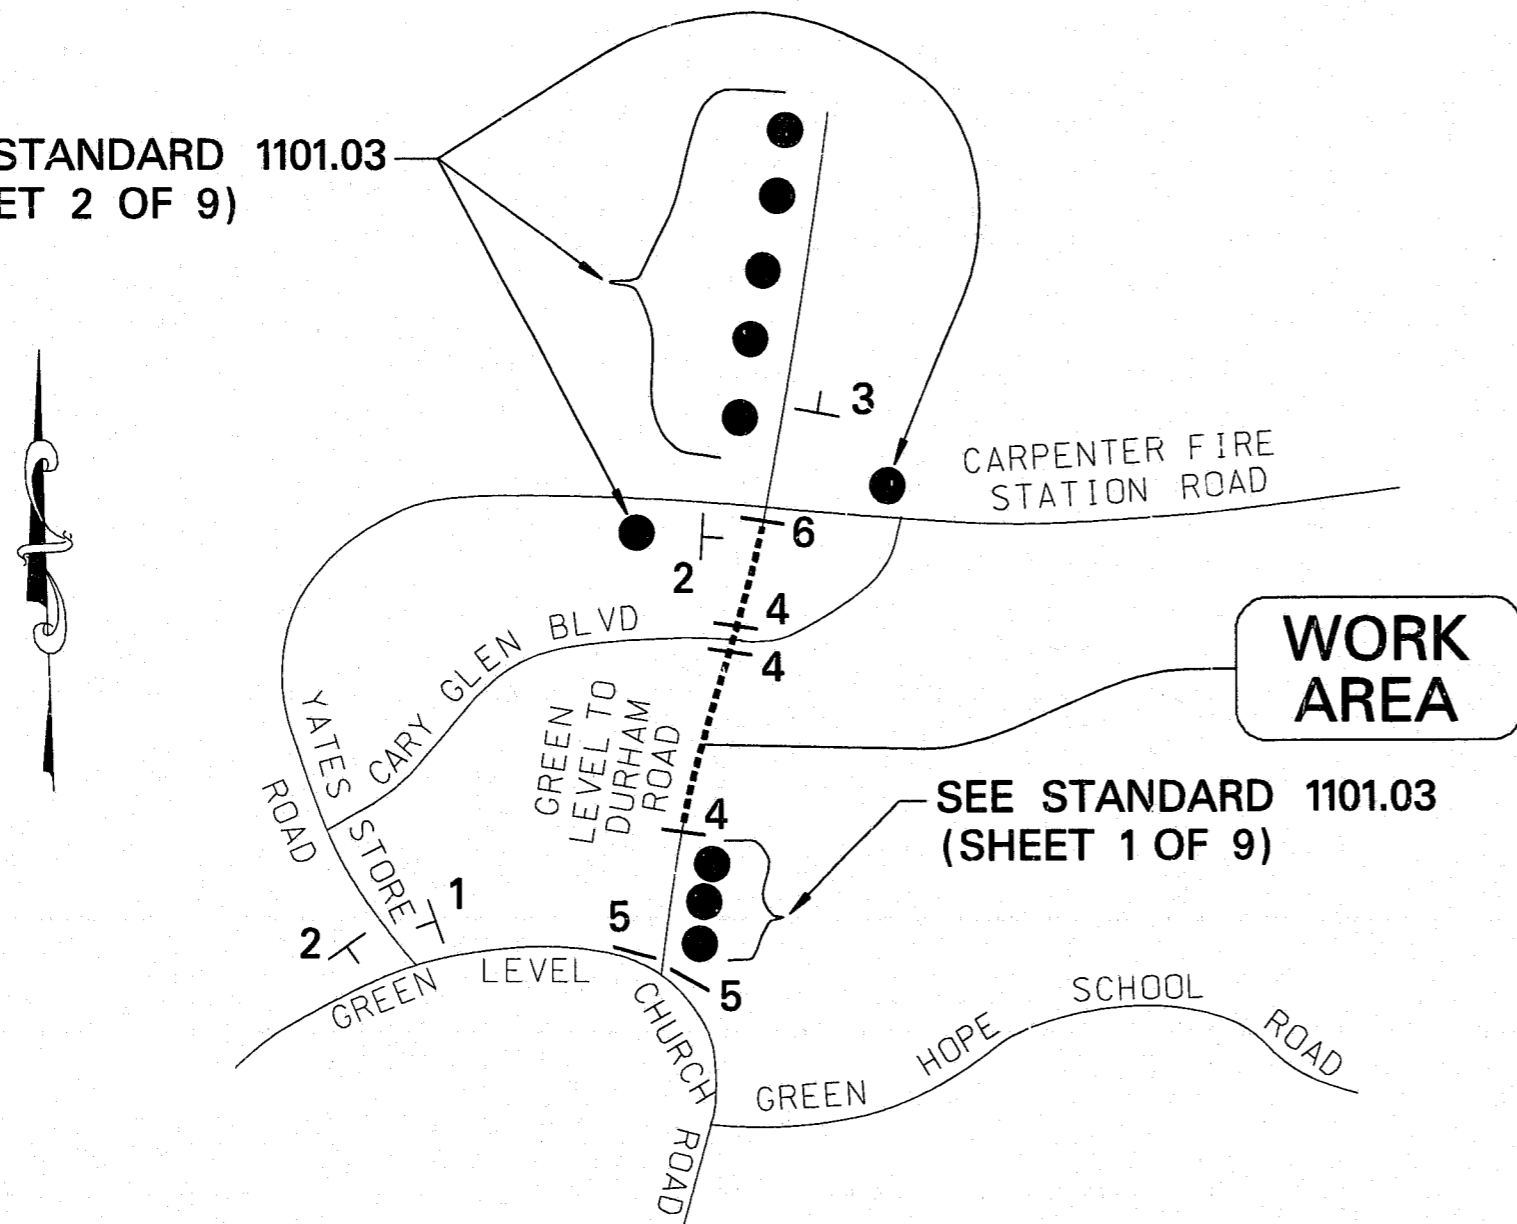 STANDARD 1101.03
ET 2 OF 9)
3
CARPENTER FIRE
STATION ROAD
6
2
4
4
CARY GLEN BLVD
WORK
AREA
YATES
STORE
ROAD
GREEN
LEVEL TO
DURHAM
ROAD
SEE STANDARD 1101.03
(SHEET 1 OF 9)
4
1
2
5
5
GREEN LEVEL CHURCH ROAD
GREEN HOPE SCHOOL ROAD